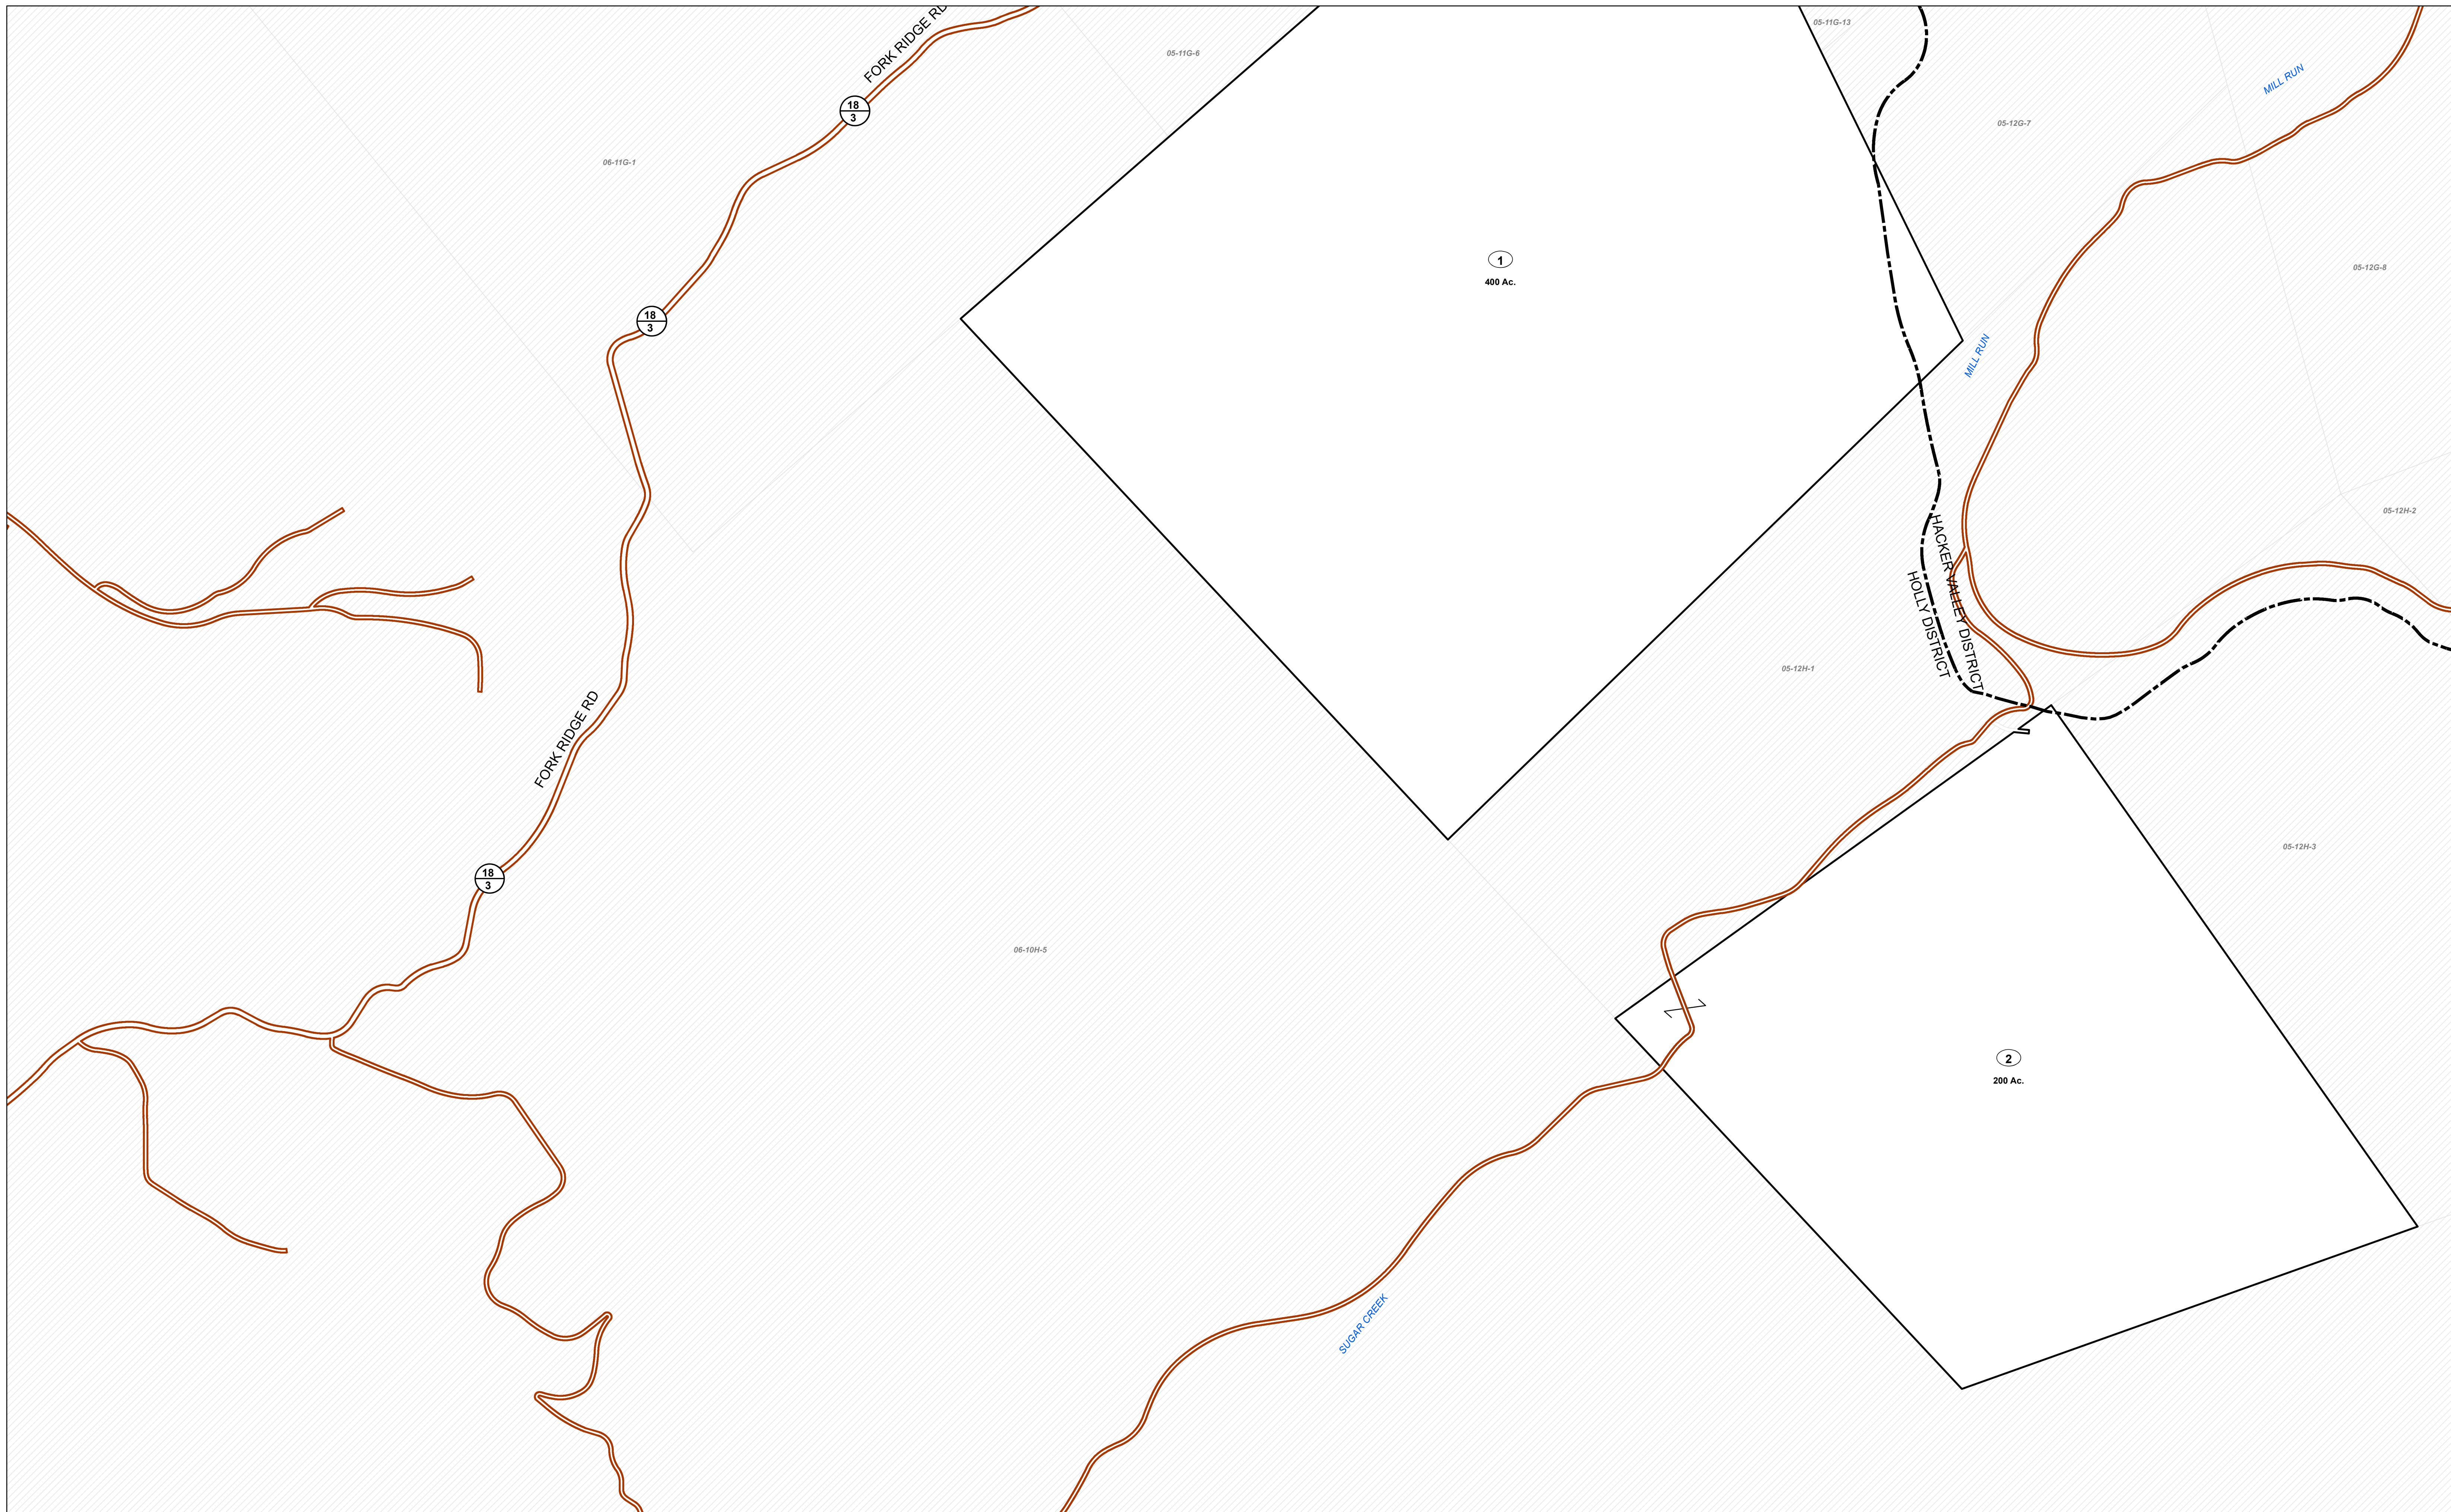 FORK RIDGE RD
05-11G-13
05-11G-6
MILL RUN
18
3
05-12G-7
06-11G-1
1
400 Ac.
05-12G-8
18
3
MILL RUN
05-12H-2
HACKER VALLEY DISTRICT
HOLLY DISTRICT
05-12H-1
FORK RIDGE RD
05-12H-3
18
3
06-10H-5
2
200 Ac.
SUGAR CREEK